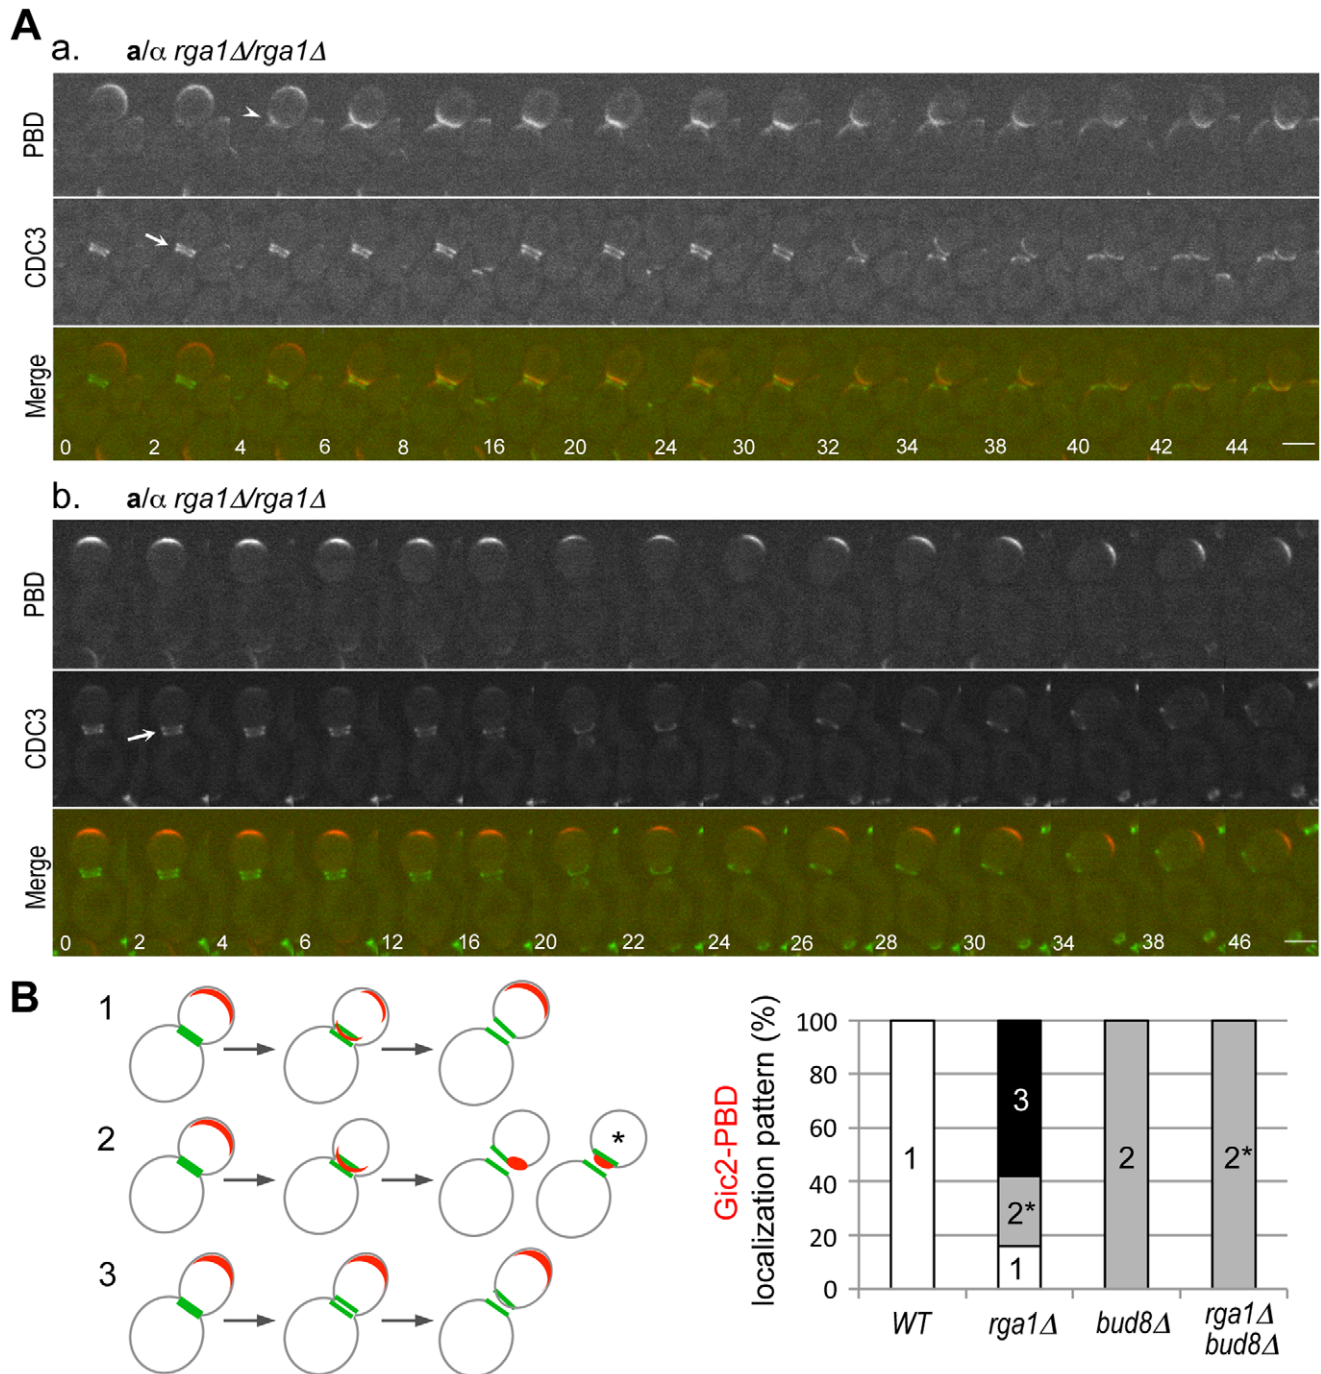 A
a. a/α rga1Δ/rga1Δ
PBD
CDC3
Merge
0 2 4 6 8 16 20 24 30 32 34 38 40 42 44
b. a/α rga1Δ/rga1Δ
PBD
CDC3
Merge
0 2 4 6 12 16 20 22 24 26 28 30 34 38 46
B
1
2
*
3
Gic2-PBD
localization pattern (%)
100
80
60
40
20
0
1
3
2*
1
2
2*
WT
rga1Δ
bud8Δ
rga1Δ
bud8Δ